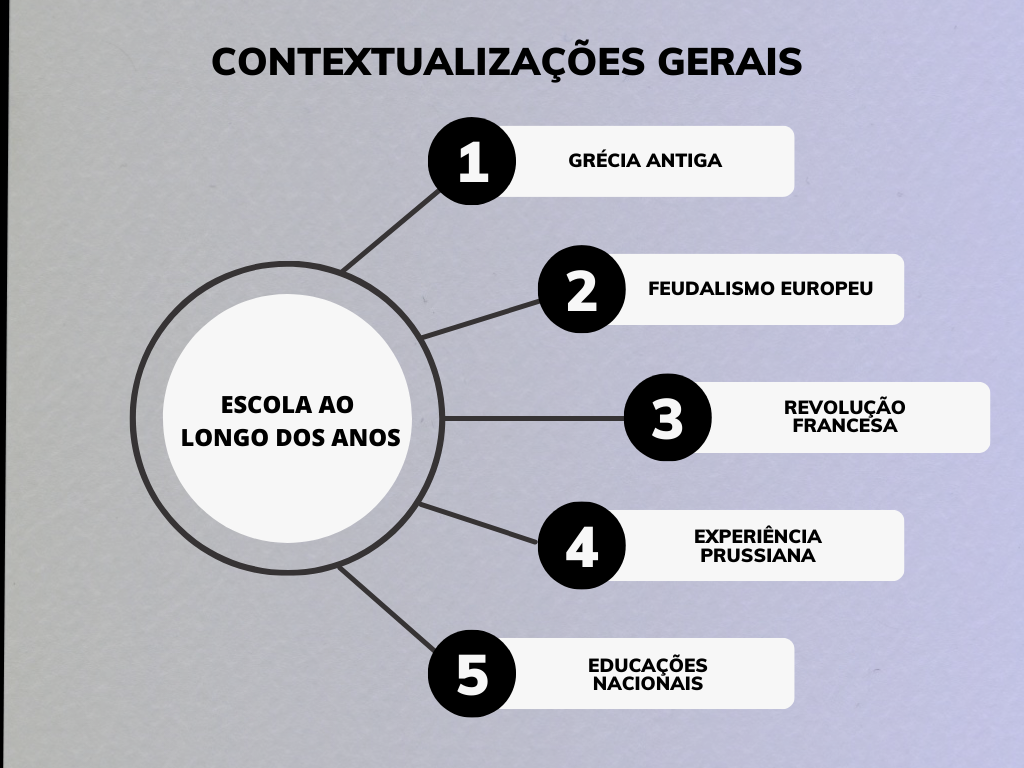 CONTEXTUALIZAÇÕES GERAIS
1
GRÉCIA ANTIGA
2
FEUDALISMO EUROPEU
3
REVOLUÇÃO
FRANCESA
ESCOLA AO
LONGO DOS ANOS
4
EXPERIÊNCIA
PRUSSIANA
5
EDUCAÇÕES
NACIONAIS